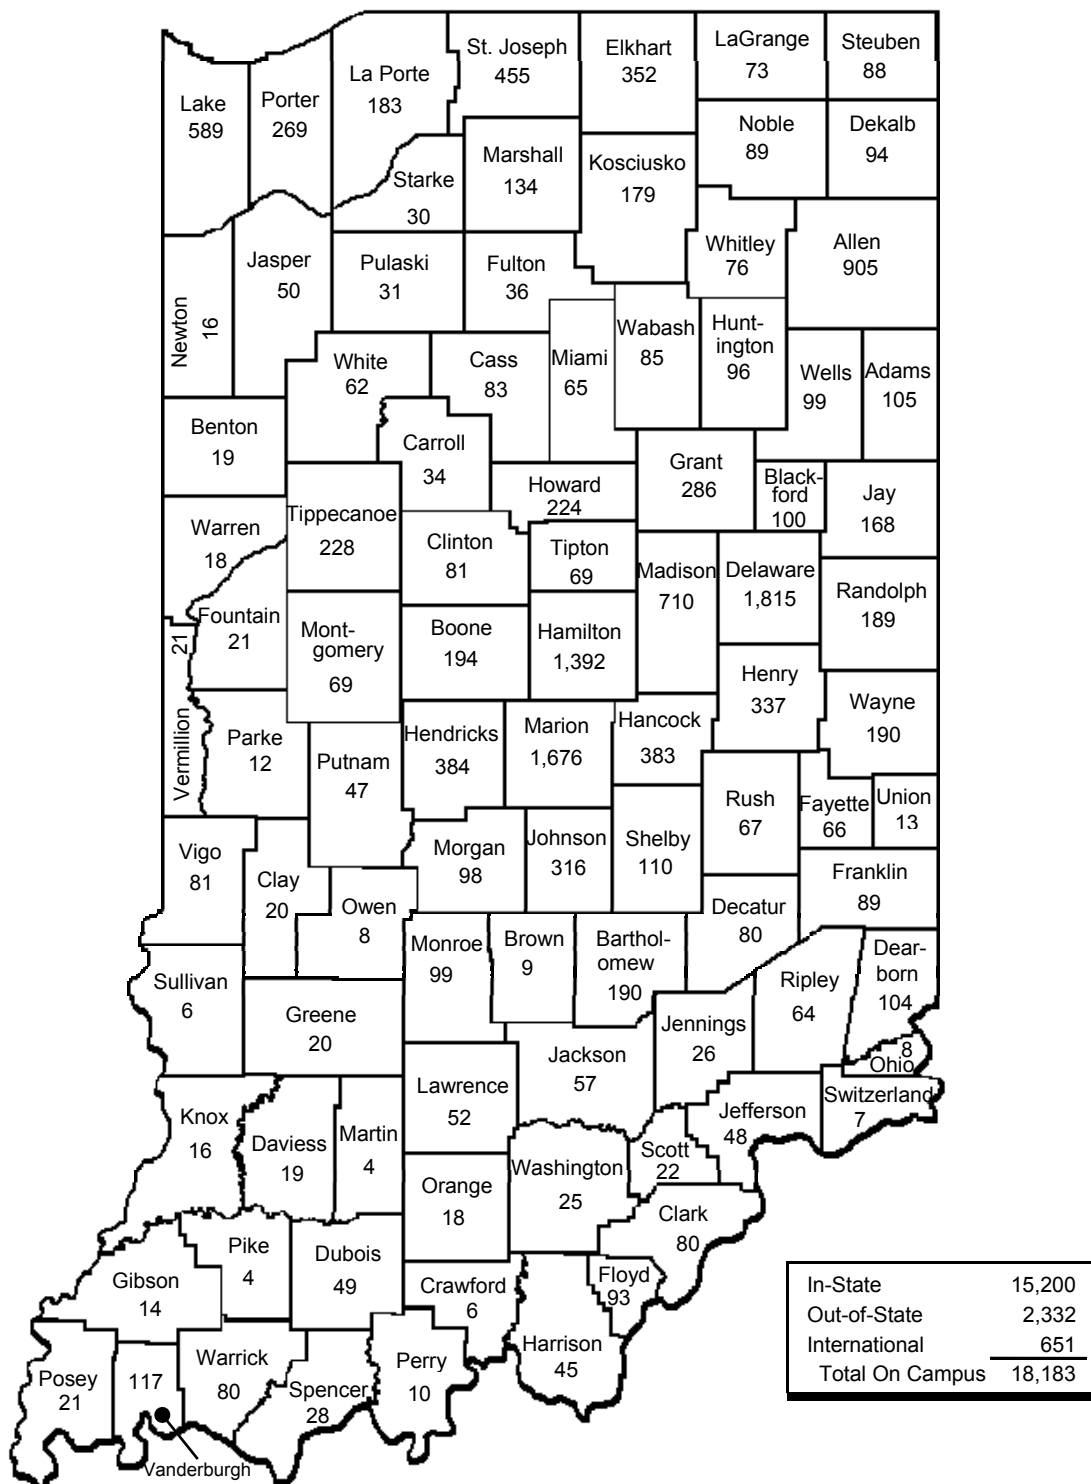 St. Joseph
455
Elkhart
352
LaGrange
73
Steuben
88
La Porte
183
Lake
589
Porter
269
Noble
89
Dekalb
94
Marshall
134
Kosciusko
179
Starke
30
Whitley
76
Allen
905
Jasper
50
Pulaski
31
Fulton
36
Newton
16
Wabash
85
Hunt-
ington
96
Miami
65
White
62
Cass
83
Wells
99
Adams
105
Benton
19
Carroll
34
Grant
286
Black-
ford
100
Jay
168
Howard
224
Warren
18
Tippecanoe
228
Clinton
81
Tipton
69
Madison
710
Delaware
1,815
Randolph
189
Fountain
21
Mont-
gomery
69
Boone
194
Hamilton
1,392
Henry
337
Wayne
190
21
Vermillion
Parke
12
Putnam
47
Hendricks
384
Marion
1,676
Hancock
383
Rush
67
Fayette
66
Union
13
Vigo
81
Clay
20
Owen
8
Morgan
98
Johnson
316
Shelby
110
Franklin
89
Decatur
80
Monroe
99
Brown
9
Barthol-
omew
190
Ripley
64
Dear-
born
104
Sullivan
6
Greene
20
Jennings
26
Jackson
57
8
Ohio
Lawrence
52
Switzerland
7
Jefferson
48
Knox
16
Daviess
19
Martin
4
Scott
22
Washington
25
Orange
18
Clark
80
Pike
4
Dubois
49
Gibson
14
Crawford
6
Floyd
93
Harrison
45
Posey
21
117
Vanderburgh
Warrick
80
Spencer
28
Perry
10
In-State 15,200
Out-of-State 2,332
International 651
Total On Campus 18,183